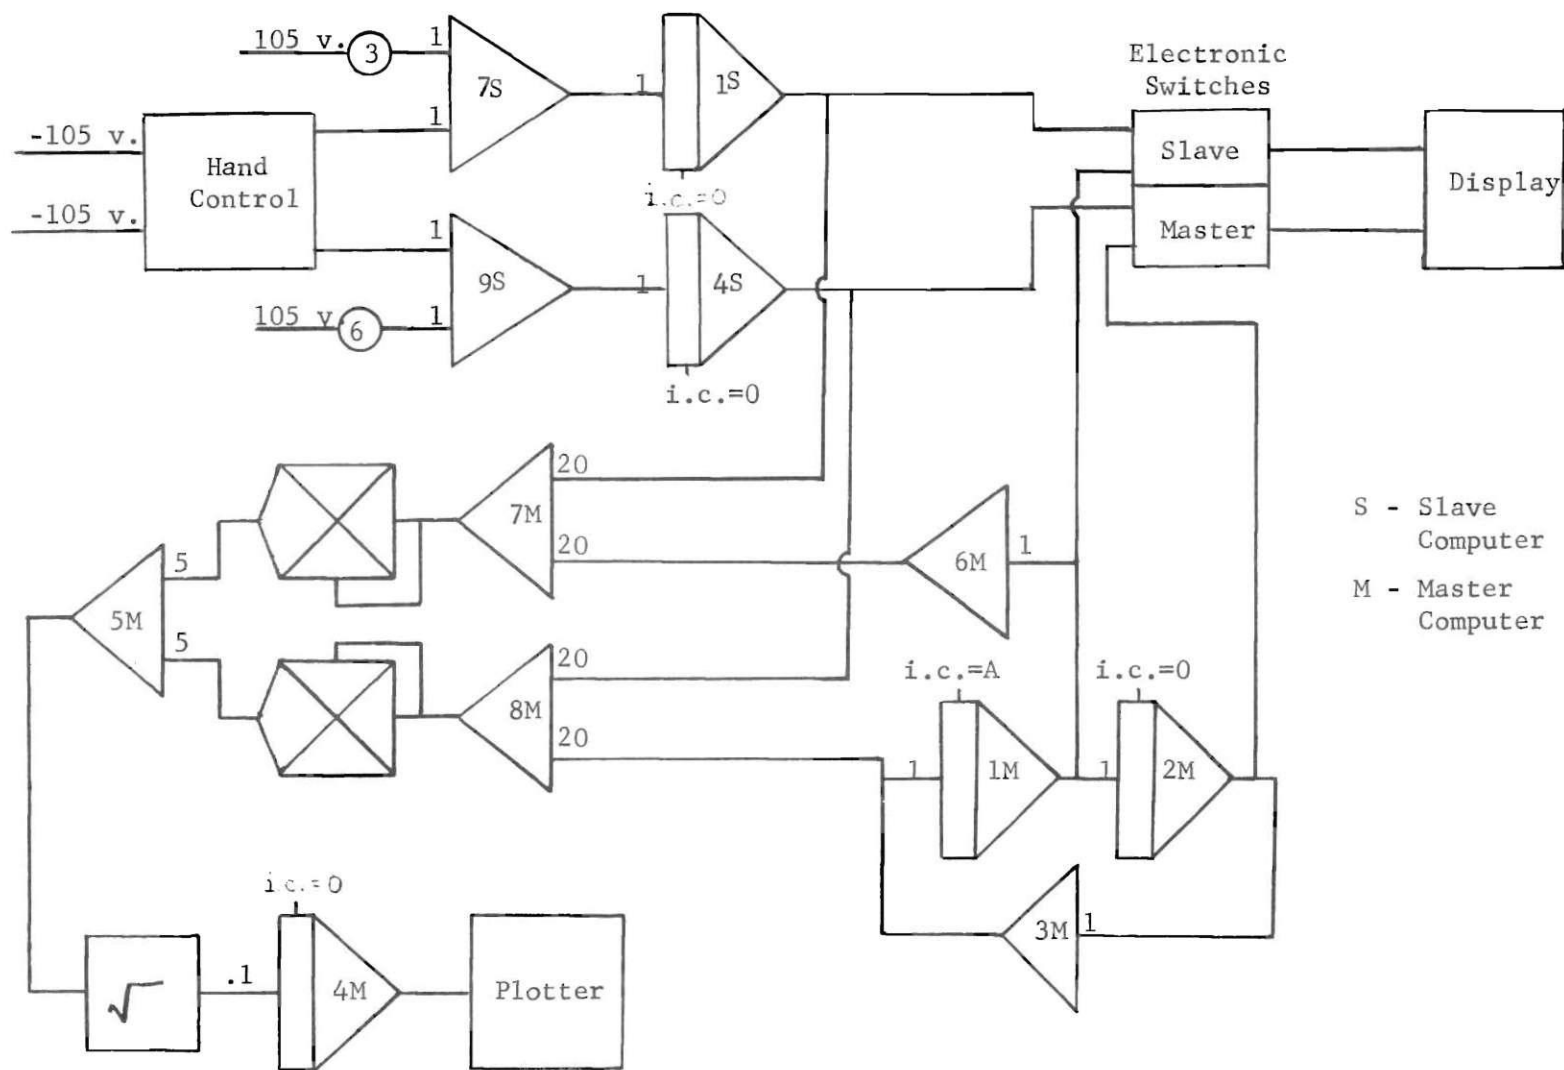 105 v.
3
1
7S
1
1S
Electronic
Switches
-105 v.
1
Hand
Control
Slave
Display
i.c.=0
-105 v.
1
Master
9S
1
4S
105 v
6
1
i.c.=0
20
7M
20
S - Slave
Computer
6M
1
5
M - Master
Computer
5M
5
20
8M
20
i.c.=A
i.c.=0
1
1M
1
2M
i.c.=0
3M
1
√
.1
4M
Plotter